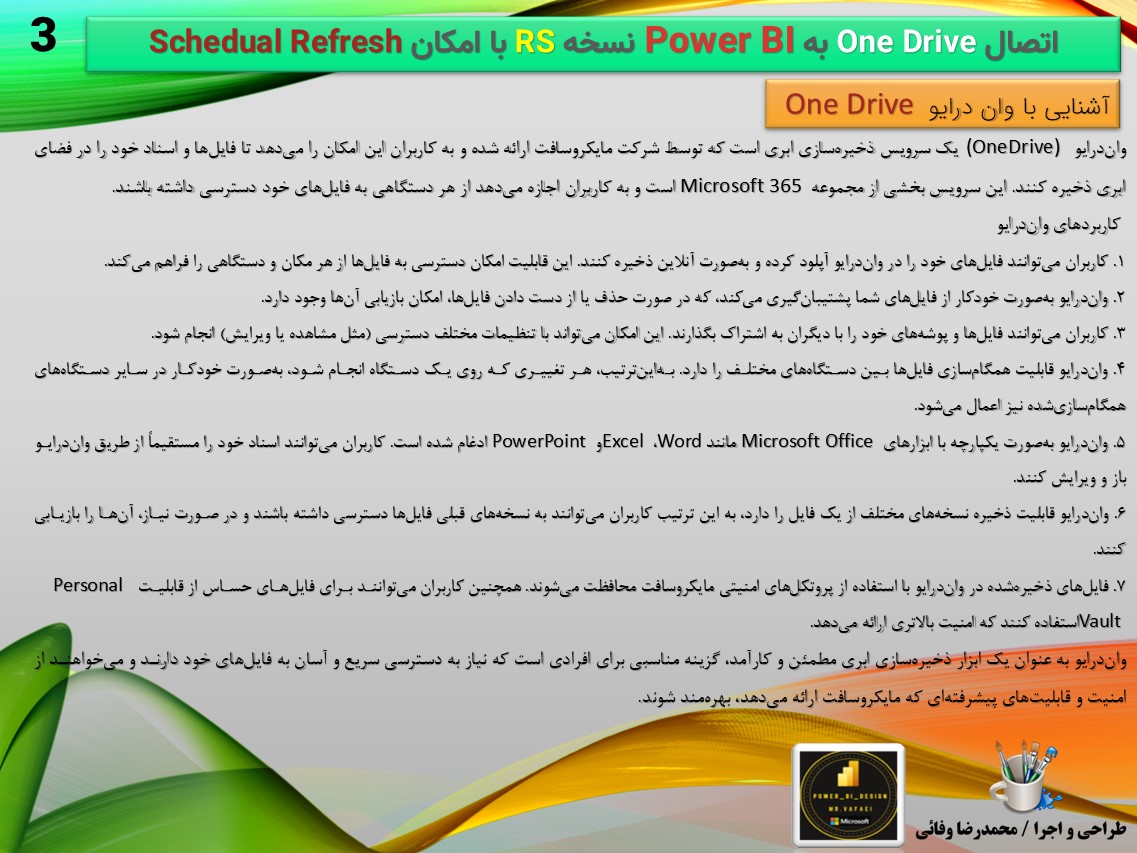 3
اتصال One Drive به Power BI نسخه RS با امکان Schedual Refresh
آشنایی با وان درایو One Drive
وان‌درایو (OneDrive) یک سرویس ذخیره‌سازی ابری است که توسط شرکت مایکروسافت ارائه شده و به کاربران این امکان را می‌دهد تا فایل‌ها و اسناد خود را در فضای
ابری ذخیره کنند. این سرویس بخشی از مجموعه Microsoft 365 است و به کاربران اجازه می‌دهد از هر دستگاهی به فایل‌های خود دسترسی داشته باشند.
کاربردهای وان‌درایو
۱. کاربران می‌توانند فایل‌های خود را در وان‌درایو آپلود کرده و به‌صورت آنلاین ذخیره کنند. این قابلیت امکان دسترسی به فایل‌ها از هر مکان و دستگاهی را فراهم می‌کند.
۲. وان‌درایو به‌صورت خودکار از فایل‌های شما پشتیبان‌گیری می‌کند، که در صورت حذف یا از دست دادن فایل‌ها، امکان بازیابی آن‌ها وجود دارد.
۳. کاربران می‌توانند فایل‌ها و پوشه‌های خود را با دیگران به اشتراک بگذارند. این امکان می‌تواند با تنظیمات مختلف دسترسی (مثل مشاهده یا ویرایش) انجام شود.
۴. وان‌درایو قابلیت همگام‌سازی فایل‌ها بین دستگاه‌های مختلف را دارد. به‌این‌ترتیب، هر تغییری که روی یک دستگاه انجام شود، به‌صورت خودکار در سایر دستگاه‌های
همگام‌سازی‌شده نیز اعمال می‌شود.
۵. وان‌درایو به‌صورت یکپارچه با ابزارهای Microsoft Office مانند Word، Excel و PowerPoint ادغام شده است. کاربران می‌توانند اسناد خود را مستقیماً از طریق وان‌درایو
باز و ویرایش کنند.
۶. وان‌درایو قابلیت ذخیره نسخه‌های مختلف از یک فایل را دارد، به این ترتیب کاربران می‌توانند به نسخه‌های قبلی فایل‌ها دسترسی داشته باشند و در صورت نیاز، آن‌ها را بازیابی
کنند.
۷. فایل‌های ذخیره‌شده در وان‌درایو با استفاده از پروتکل‌های امنیتی مایکروسافت محافظت می‌شوند. همچنین کاربران می‌توانند برای فایل‌های حساس از قابلیت Personal
Vault استفاده کنند که امنیت بالاتری ارائه می‌دهد.
وان‌درایو به عنوان یک ابزار ذخیره‌سازی ابری مطمئن و کارآمد، گزینه مناسبی برای افرادی است که نیاز به دسترسی سریع و آسان به فایل‌های خود دارند و می‌خواهند از
امنیت و قابلیت‌های پیشرفته‌ای که مایکروسافت ارائه می‌دهد، بهره‌مند شوند.
POWER_BI_DESIGN
MR.VAFAEI
Microsoft
طراحی و اجرا / محمدرضا وفائی